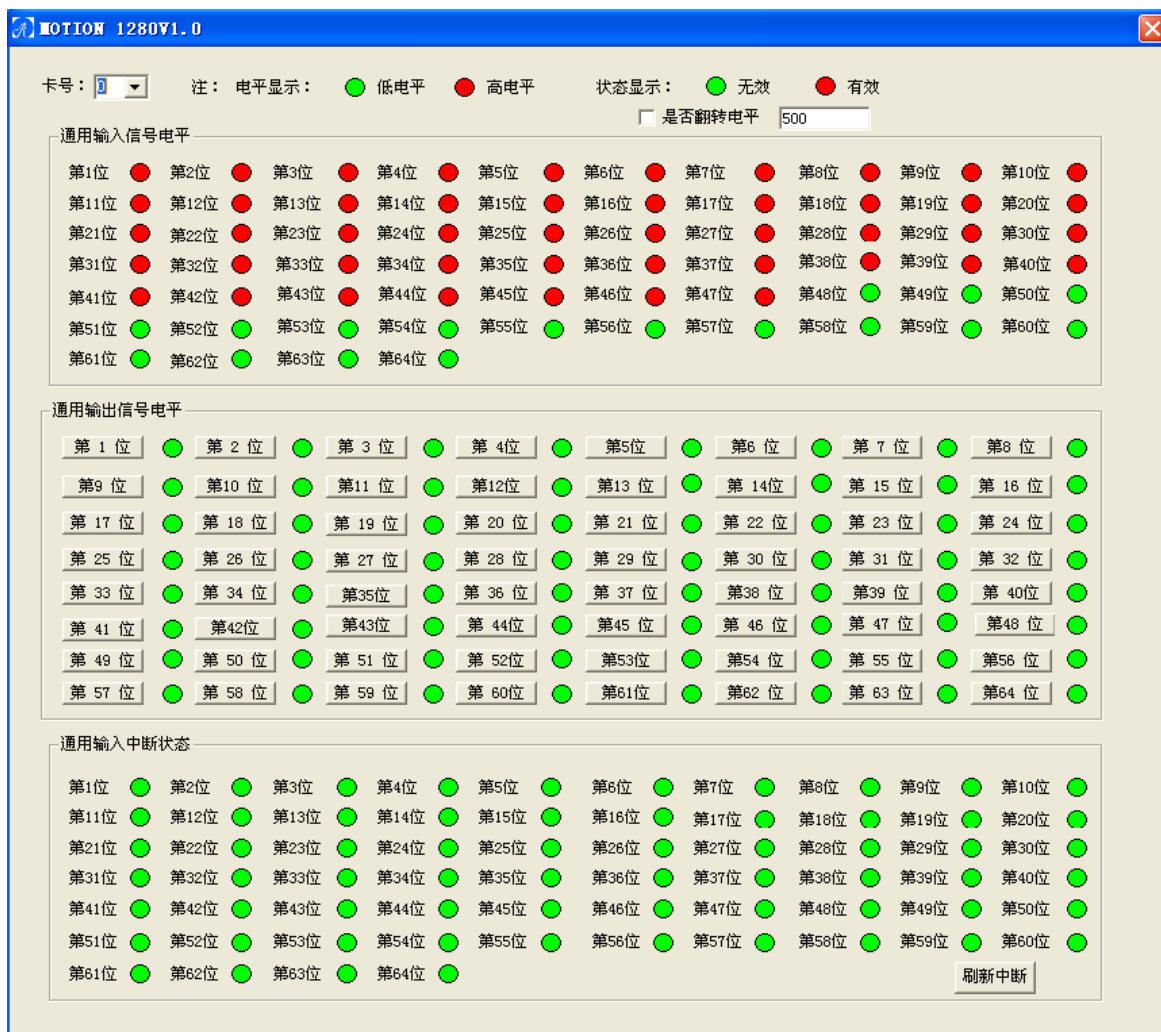 MOTION 1280V1.0
卡号： 0 注： 电平显示： 低电平 高电平 状态显示： 无效 有效
是否翻转电平 500
通用输入信号电平
第1位 第2位 第3位 第4位 第5位 第6位 第7位 第8位 第9位 第10位
第11位 第12位 第13位 第14位 第15位 第16位 第17位 第18位 第19位 第20位
第21位 第22位 第23位 第24位 第25位 第26位 第27位 第28位 第29位 第30位
第31位 第32位 第33位 第34位 第35位 第36位 第37位 第38位 第39位 第40位
第41位 第42位 第43位 第44位 第45位 第46位 第47位 第48位 第49位 第50位
第51位 第52位 第53位 第54位 第55位 第56位 第57位 第58位 第59位 第60位
第61位 第62位 第63位 第64位
通用输出信号电平
第 1 位 第 2 位 第 3 位 第 4位 第5位 第6 位 第 7 位 第8 位
第9 位 第10 位 第11 位 第12位 第13 位 第 14位 第 15 位 第 16 位
第 17 位 第 18 位 第 19 位 第 20 位 第 21 位 第 22 位 第 23 位 第 24 位
第 25 位 第 26 位 第 27 位 第 28 位 第 29 位 第 30 位 第 31 位 第 32 位
第 33 位 第 34 位 第35位 第 36 位 第 37 位 第38 位 第39 位 第 40位
第 41 位 第42位 第43位 第 44位 第45 位 第 46 位 第 47 位 第48 位
第 49 位 第 50 位 第 51 位 第 52位 第53位 第54 位 第 55 位 第56 位
第 57 位 第 58 位 第 59 位 第 60位 第61位 第62 位 第 63 位 第64 位
通用输入中断状态
第1位 第2位 第3位 第4位 第5位 第6位 第7位 第8位 第9位 第10位
第11位 第12位 第13位 第14位 第15位 第16位 第17位 第18位 第19位 第20位
第21位 第22位 第23位 第24位 第25位 第26位 第27位 第28位 第29位 第30位
第31位 第32位 第33位 第34位 第35位 第36位 第37位 第38位 第39位 第40位
第41位 第42位 第43位 第44位 第45位 第46位 第47位 第48位 第49位 第50位
第51位 第52位 第53位 第54位 第55位 第56位 第57位 第58位 第59位 第60位
第61位 第62位 第63位 第64位 刷新中断